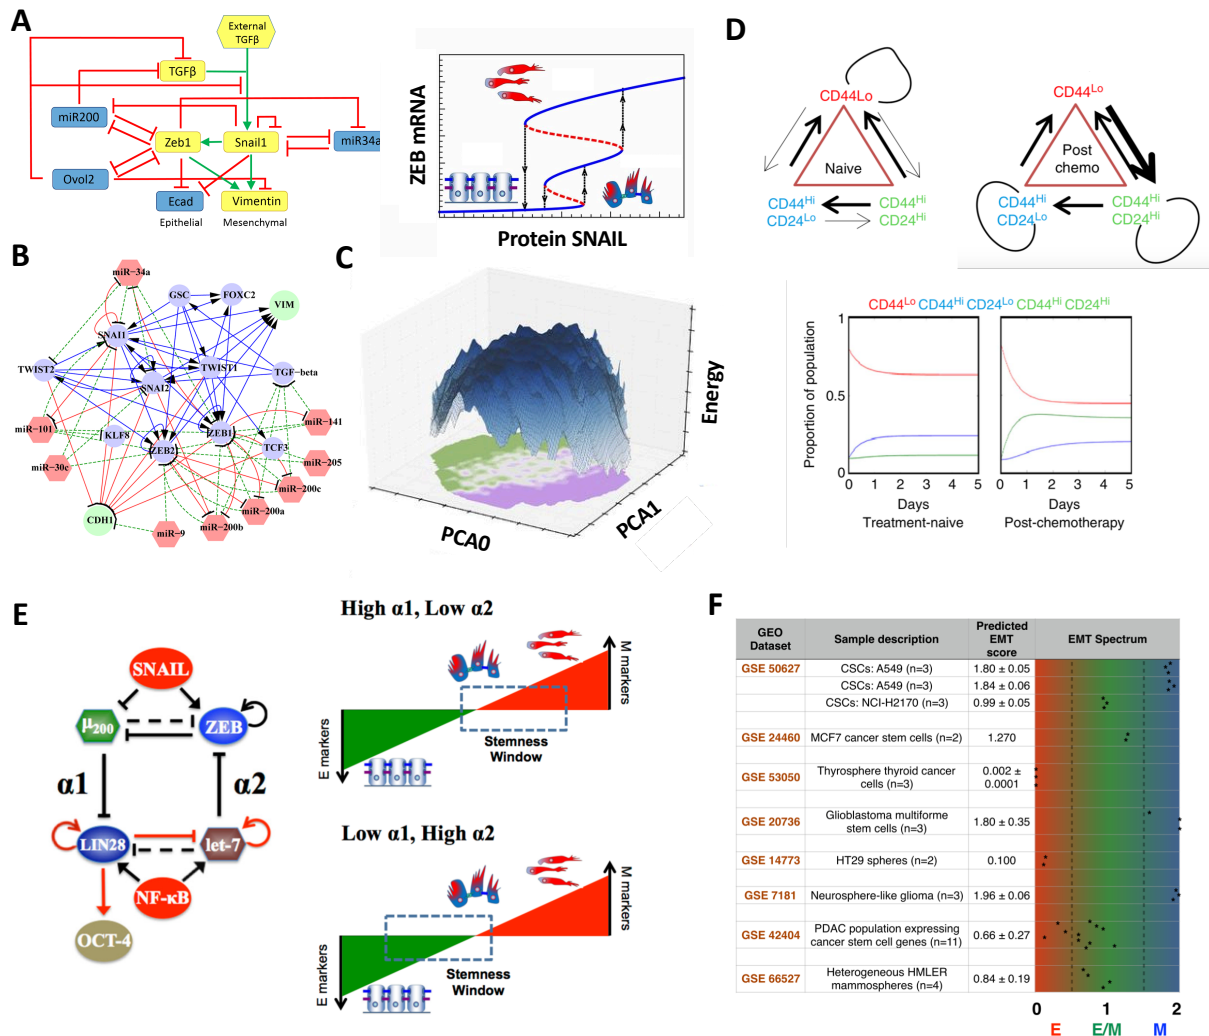 A
External
TGFβ
TGFβ
miR200
Zeb1
Snail1
miR34a
Ovol2
Ecad
Vimentin
Epithelial
Mesenchymal
ZEB mRNA
Protein SNAIL
B
miR−34a
GSC
FOXC2
VIM
SNAI1
TWIST2
TWIST1
TGF−beta
SNAI2
miR−101
KLF8
ZEB1
miR−141
ZEB2
TCF3
miR−30c
miR−205
miR−200c
CDH1
miR−200a
miR−9
miR−200b
C
Energy
PCA0
PCA1
D
CD44Lo
Naive
CD44Hi
CD24Lo
CD44Hi
CD24Hi
CD44Lo
Post
chemo
CD44Hi
CD24Lo
CD44Hi
CD24Hi
CD44Lo CD44Hi CD24Lo CD44Hi CD24Hi
Proportion of population
1
0.5
0
0 1 2 3 4 5
Days
Treatment-naive
0 1 2 3 4 5
Days
Post-chemotherapy
E
SNAIL
μ200
ZEB
α1
α2
LIN28
let-7
NF-κB
OCT-4
High α1, Low α2
E markers
M markers
Stemness
Window
Low α1, High α2
E markers
M markers
Stemness
Window
F
GEO Dataset
Sample description
Predicted EMT score
EMT Spectrum
GSE 50627 CSCs: A549 (n=3) 1.80 ± 0.05
CSCs: A549 (n=3) 1.84 ± 0.06
CSCs: NCI-H2170 (n=3) 0.99 ± 0.05
GSE 24460 MCF7 cancer stem cells (n=2) 1.270
GSE 53050 Thyrosphere thyroid cancer cells (n=3) 0.002 ± 0.0001
GSE 20736 Glioblastoma multiforme stem cells (n=3) 1.80 ± 0.35
GSE 14773 HT29 spheres (n=2) 0.100
GSE 7181 Neurosphere-like glioma (n=3) 1.96 ± 0.06
GSE 42404 PDAC population expressing cancer stem cell genes (n=11) 0.66 ± 0.27
GSE 66527 Heterogeneous HMLER mammospheres (n=4) 0.84 ± 0.19
0 1 2
E E/M M